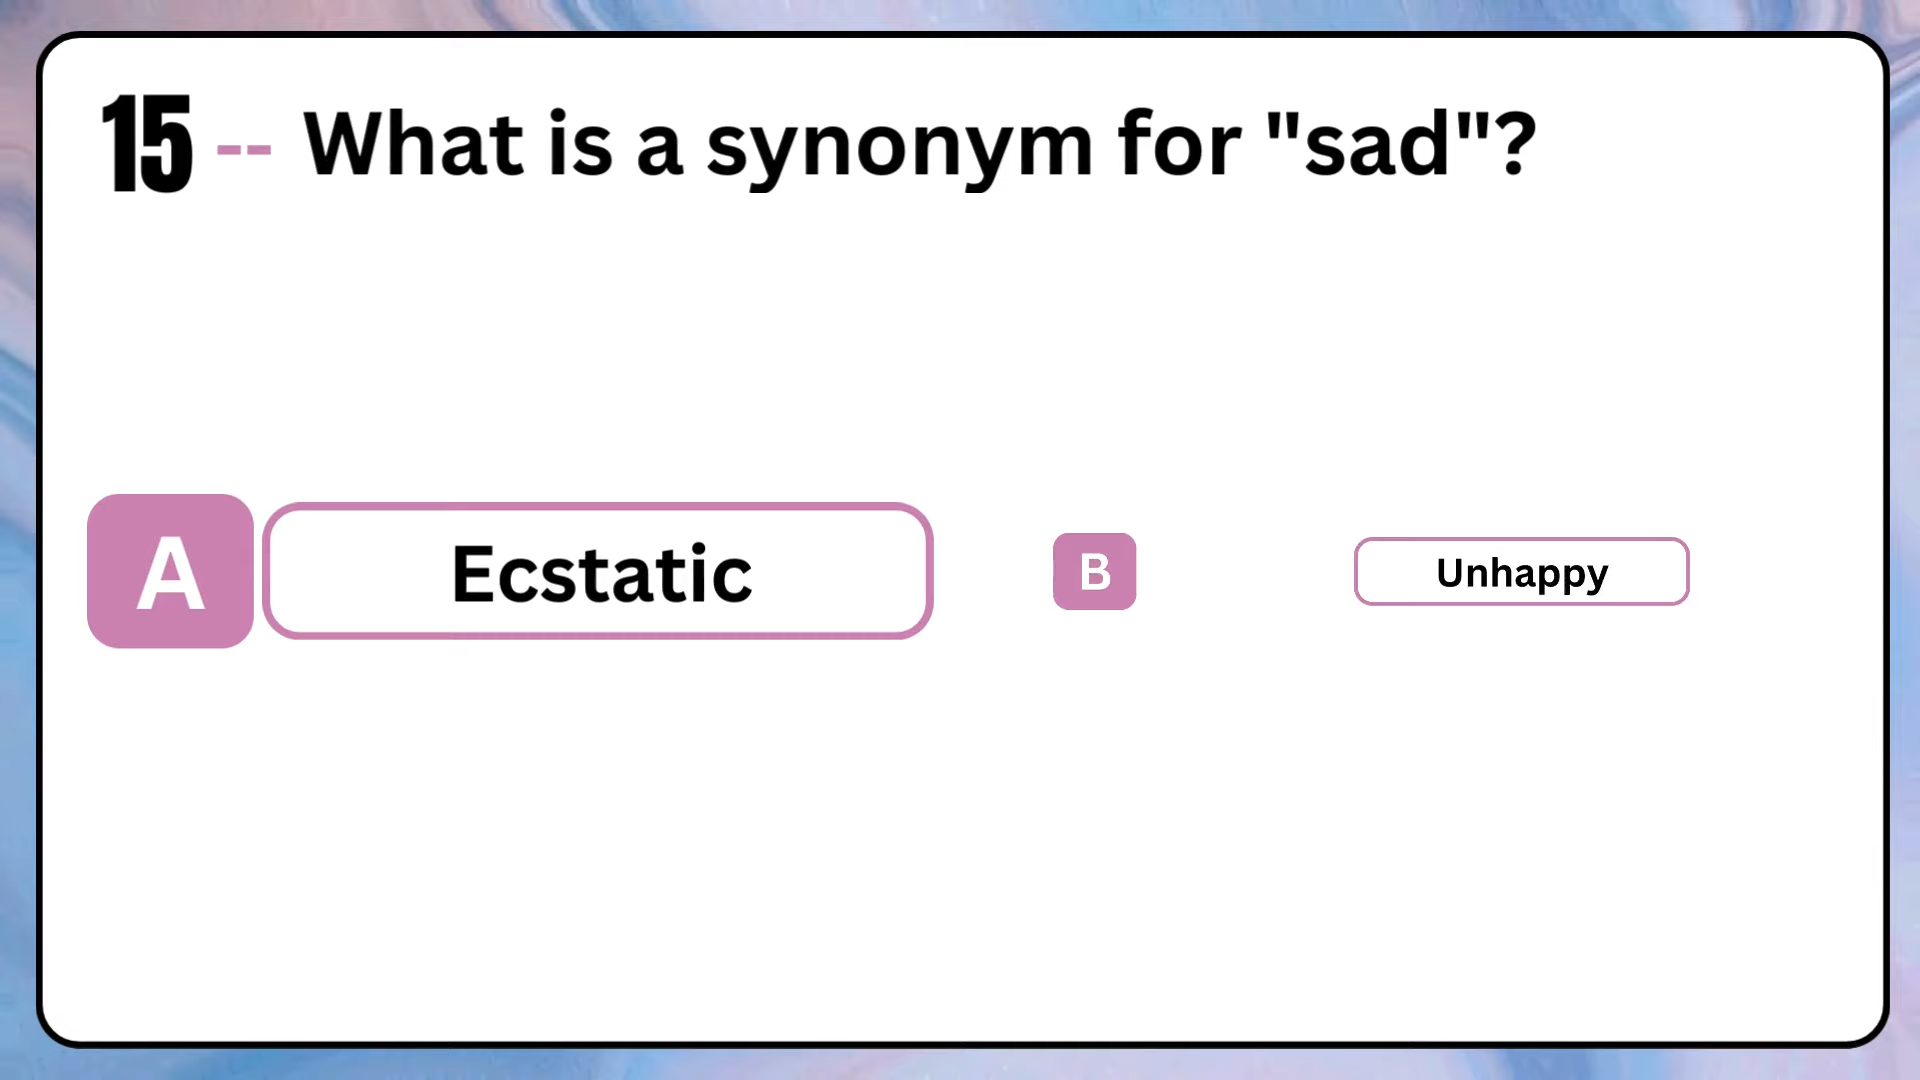 15 -- What is a synonym for "sad"?
A Ecstatic B Unhappy